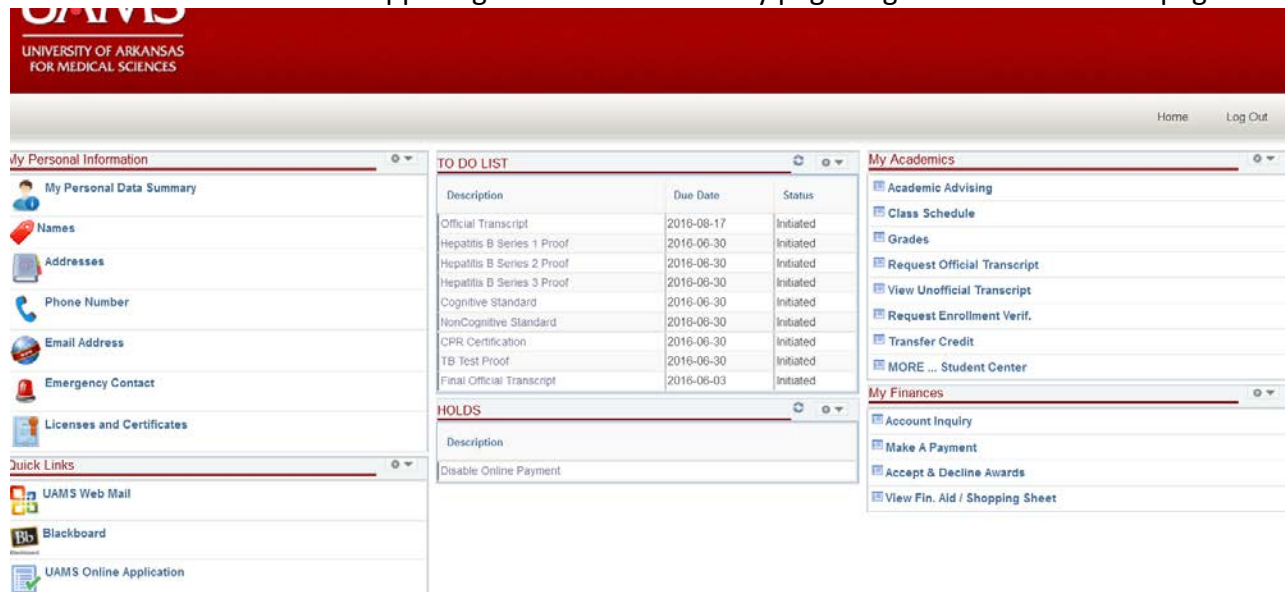 UAMS
UNIVERSITY OF ARKANSAS
FOR MEDICAL SCIENCES
Home Log Out
My Personal Information
My Personal Data Summary
Names
Addresses
Phone Number
Email Address
Emergency Contact
Licenses and Certificates
Quick Links
UAMS Web Mail
Bb Blackboard
UAMS Online Application
TO DO LIST
Description Due Date Status
Official Transcript 2016-08-17 Initiated
Hepatitis B Series 1 Proof 2016-06-30 Initiated
Hepatitis B Series 2 Proof 2016-06-30 Initiated
Hepatitis B Series 3 Proof 2016-06-30 Initiated
Cognitive Standard 2016-06-30 Initiated
NonCognitive Standard 2016-06-30 Initiated
CPR Certification 2016-06-30 Initiated
TB Test Proof 2016-06-30 Initiated
Final Official Transcript 2016-06-03 Initiated
HOLDS
Description
Disable Online Payment
My Academics
Academic Advising
Class Schedule
Grades
Request Official Transcript
View Unofficial Transcript
Request Enrollment Verif.
Transfer Credit
MORE ... Student Center
My Finances
Account Inquiry
Make A Payment
Accept & Decline Awards
View Fin. Aid / Shopping Sheet